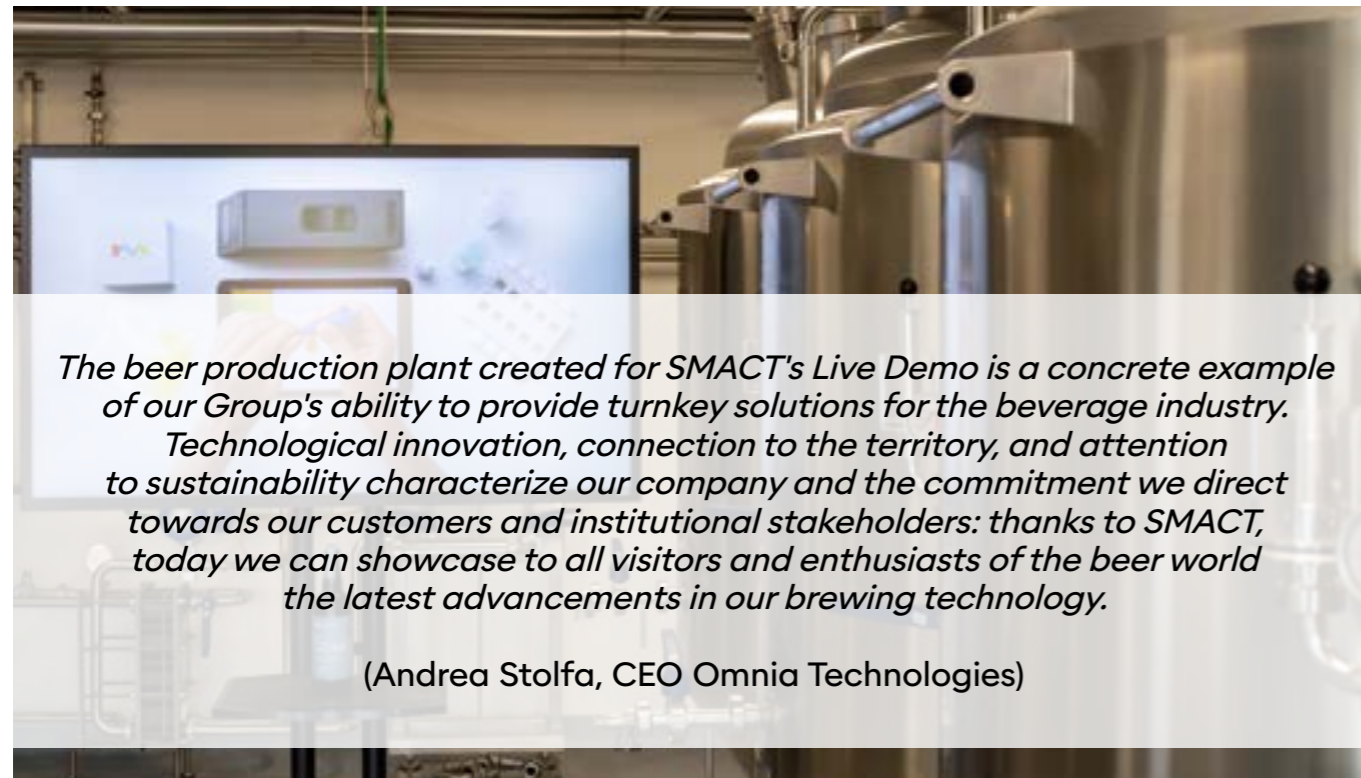 The beer production plant created for SMACT's Live Demo is a concrete example
of our Group's ability to provide turnkey solutions for the beverage industry.
Technological innovation, connection to the territory, and attention
to sustainability characterize our company and the commitment we direct
towards our customers and institutional stakeholders: thanks to SMACT,
today we can showcase to all visitors and enthusiasts of the beer world
the latest advancements in our brewing technology.
(Andrea Stolfa, CEO Omnia Technologies)